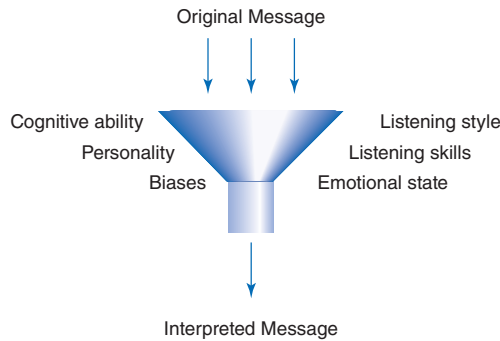 Original Message
Cognitive ability
Listening style
Personality
Listening skills
Biases
Emotional state
Interpreted Message